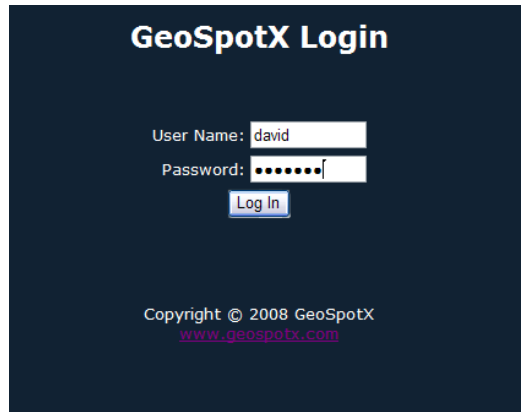 GeoSpotX Login
User Name: david
Password: •••••••
Log In
Copyright © 2008 GeoSpotX
www.geospotx.com